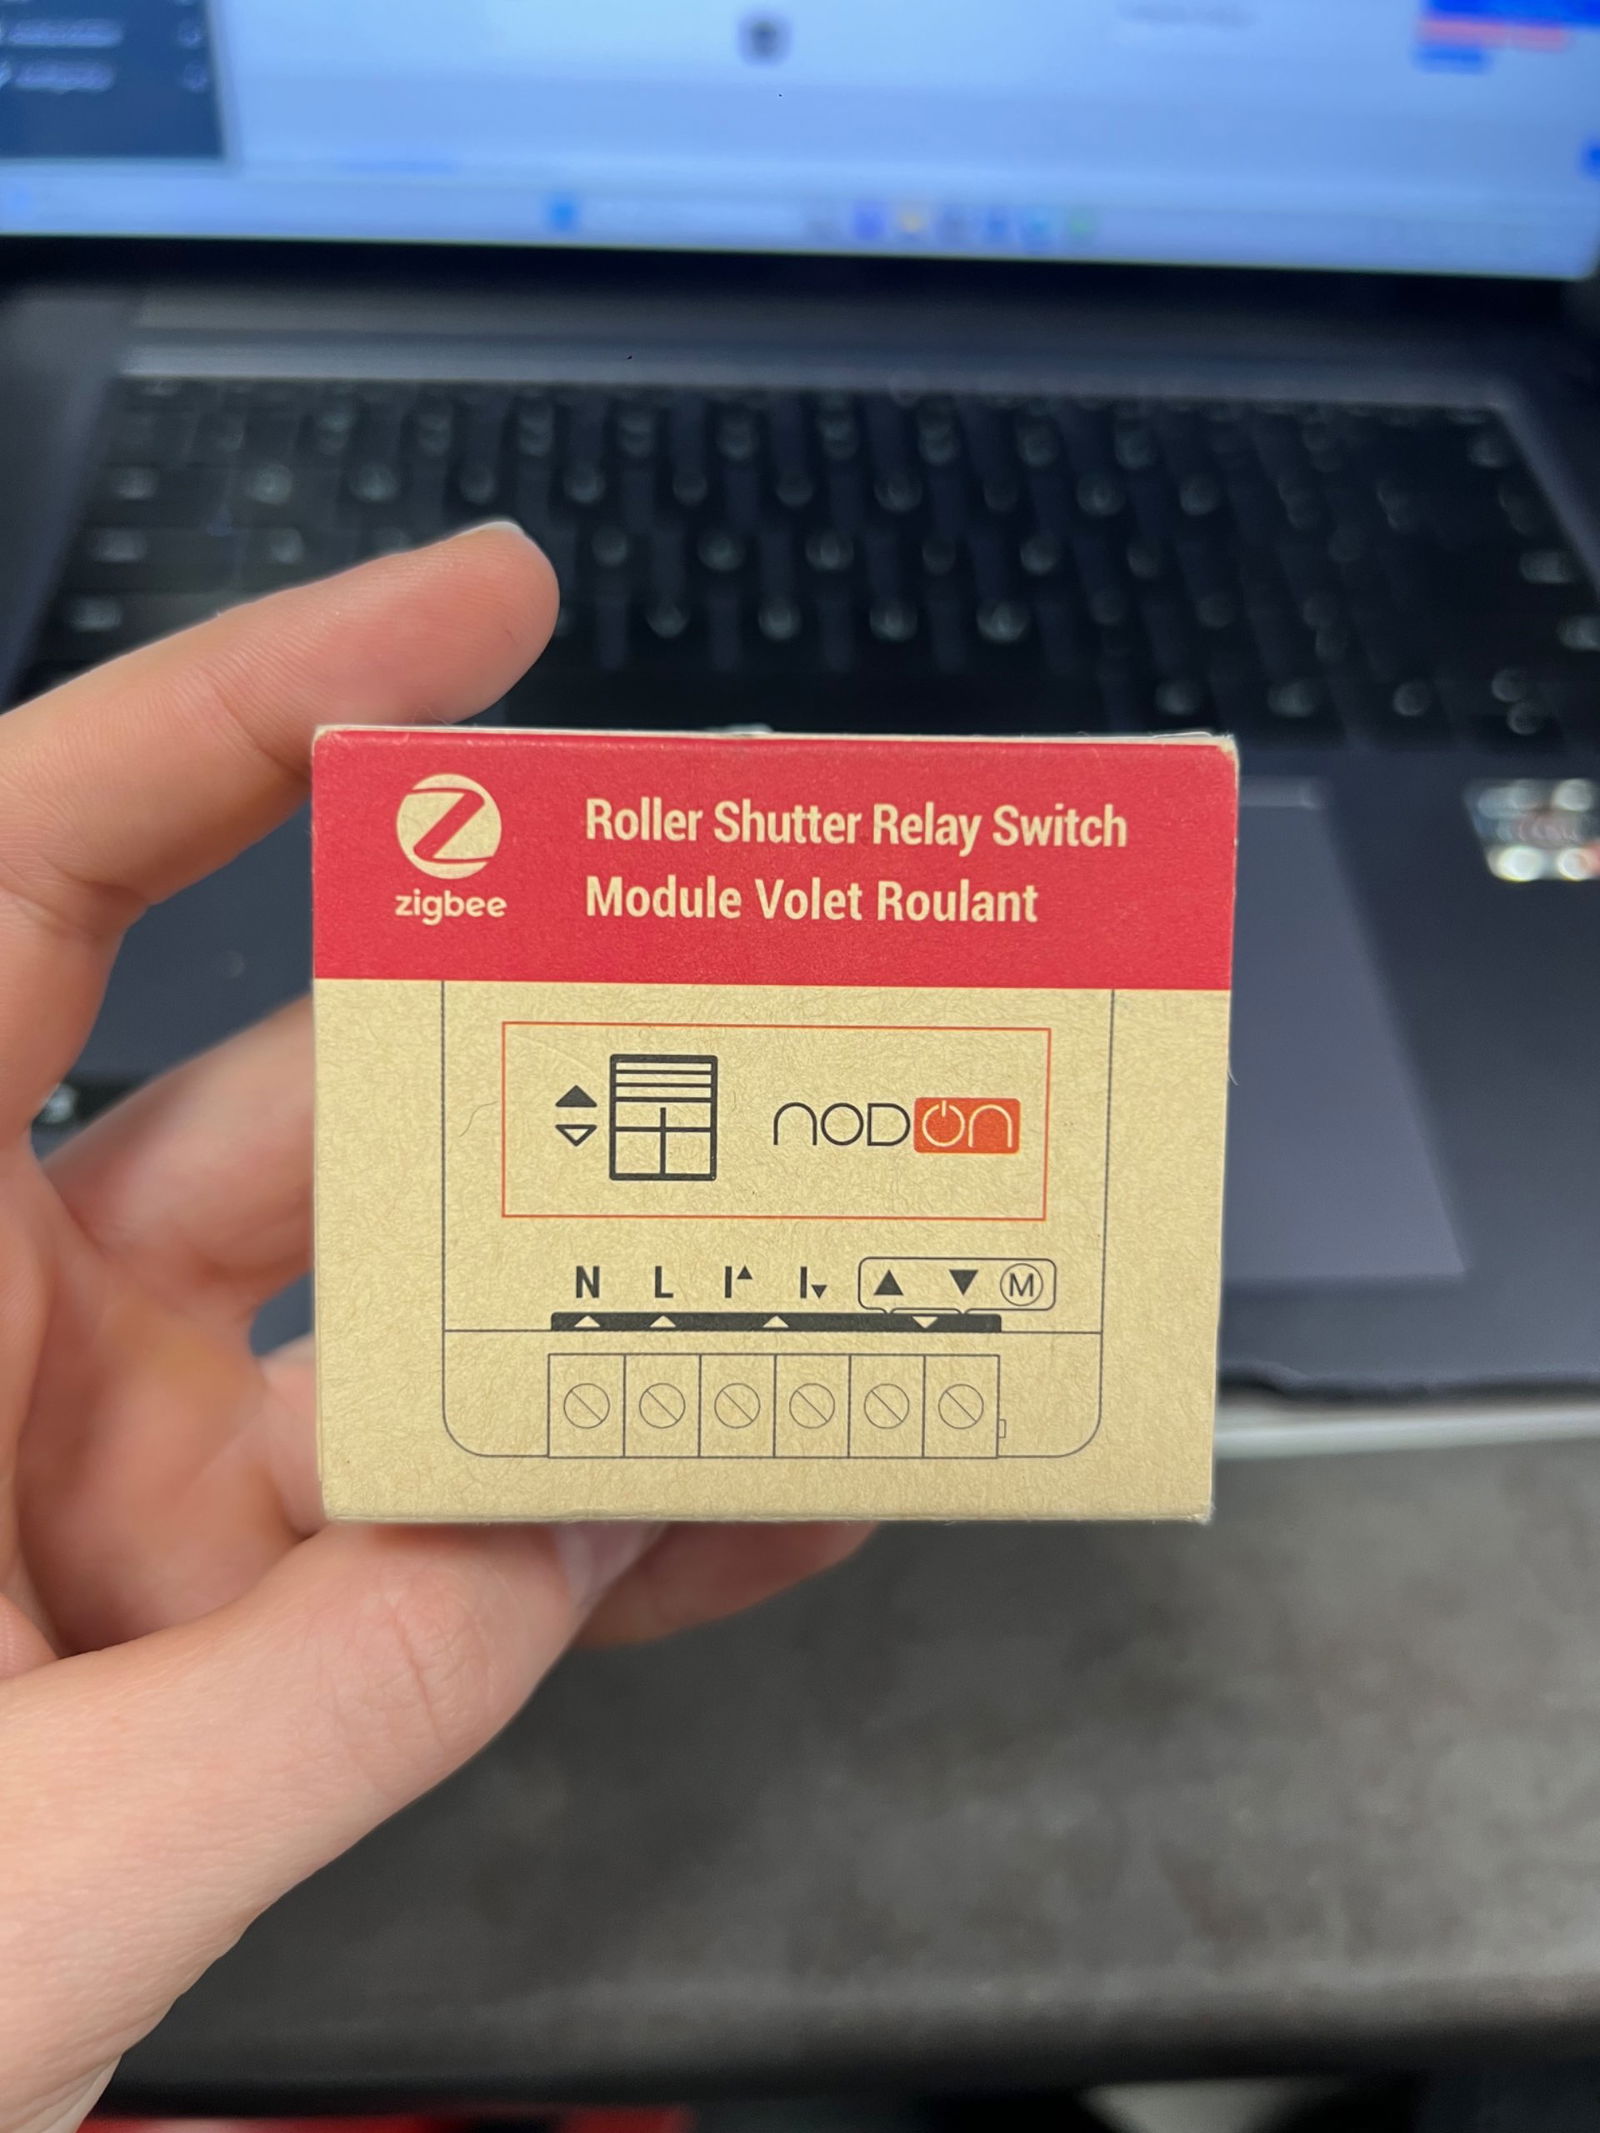 zigbee
Roller Shutter Relay Switch
Module Volet Roulant
NODON
N L I▲ I▼ ▲ ▼ M